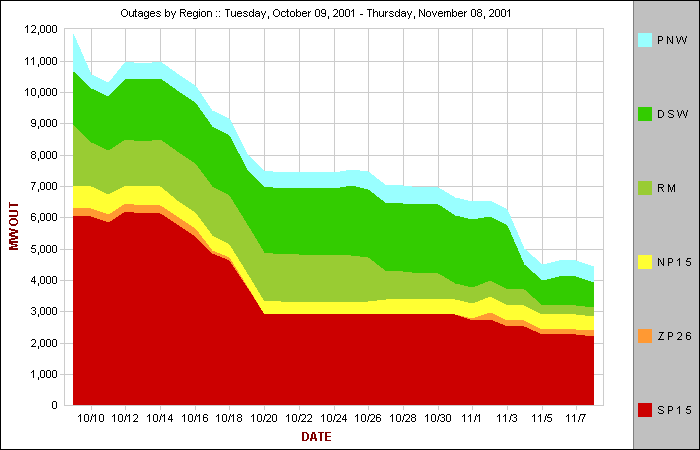 Outages by Region :: Tuesday, October 09, 2001 - Thursday, November 08, 2001
12,000
11,000
10,000
9,000
8,000
7,000
6,000
5,000
4,000
3,000
2,000
1,000
0
MW OUT
10/10 10/12 10/14 10/16 10/18 10/20 10/22 10/24 10/26 10/28 10/30 11/1 11/3 11/5 11/7
DATE
PNW
DSW
RM
NP15
ZP26
SP15